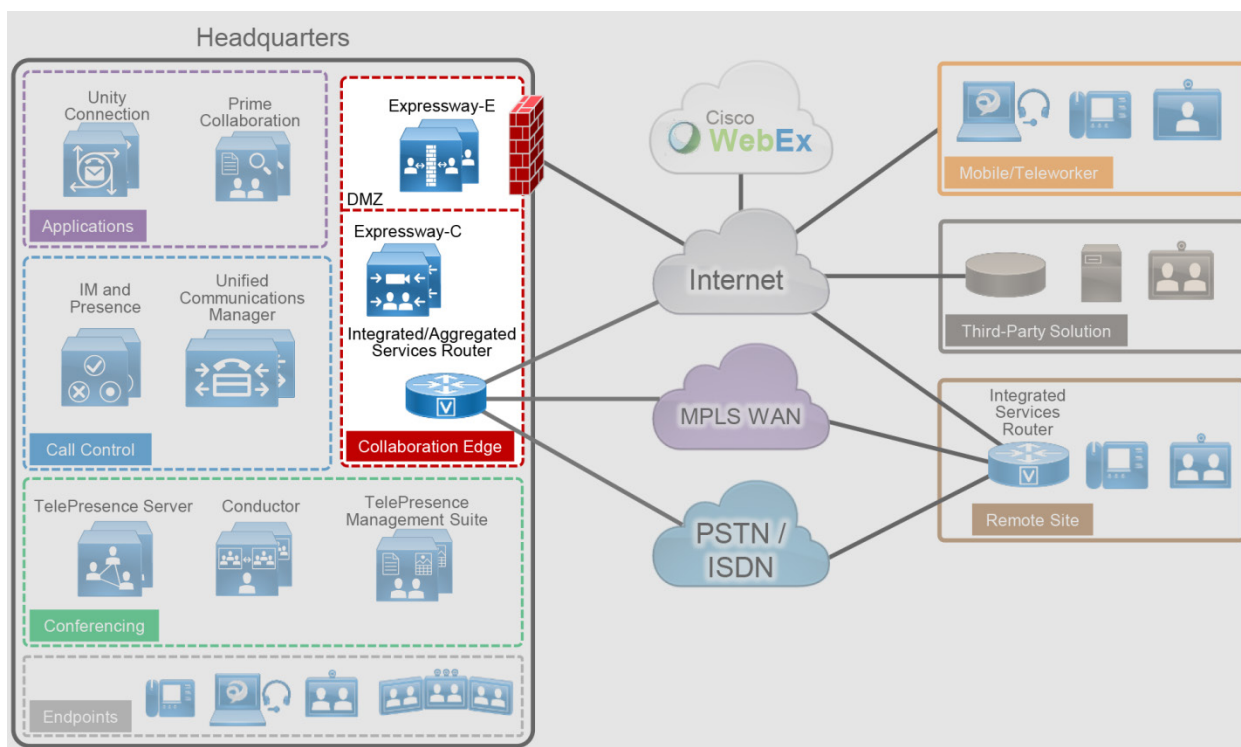 Headquarters
Unity
Connection
Prime
Collaboration
Applications
Expressway-E
DMZ
Expressway-C
Integrated/Aggregated
Services Router
V
Collaboration Edge
IM and
Presence
Unified
Communications
Manager
Call Control
TelePresence Server
Conductor
TelePresence
Management Suite
Conferencing
Endpoints
Cisco
WebEx
Internet
MPLS WAN
PSTN /
ISDN
Mobile/Teleworker
Third-Party Solution
Integrated
Services
Router
V
Remote Site